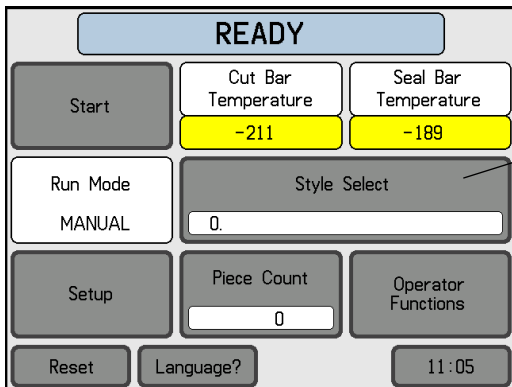 READY
Start
Cut Bar
Temperature
-211
Seal Bar
Temperature
-189
Run Mode
MANUAL
Style Select
0.
Setup
Piece Count
0
Operator
Functions
Reset
Language?
11:05